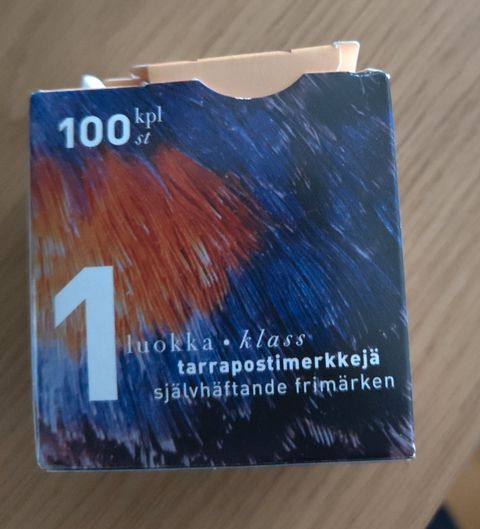 100 kpl
st
1 luokka • klass
tarrapostimerkkejä
självhäftande frimärken